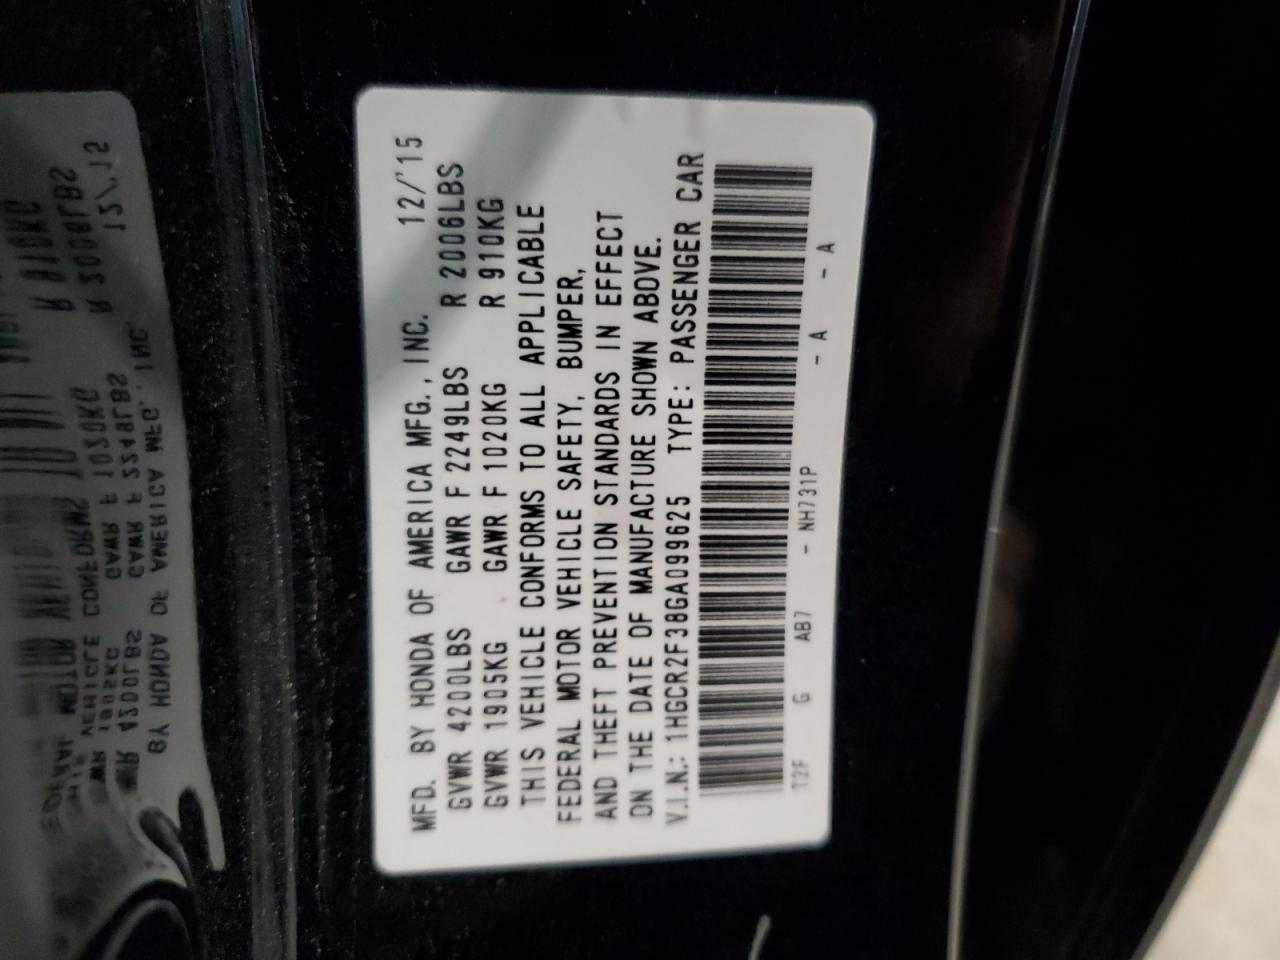 MFD. BY HONDA OF AMERICA MFG., INC. 12/'15
GVWR 4200LBS GAWR F 2249LBS R 2006LBS
GVWR 1905KG GAWR F 1020KG R 910KG
THIS VEHICLE CONFORMS TO ALL APPLICABLE
FEDERAL MOTOR VEHICLE SAFETY, BUMPER,
AND THEFT PREVENTION STANDARDS IN EFFECT
ON THE DATE OF MANUFACTURE SHOWN ABOVE.
V.I.N.: 1HGCR2F38GA099625 TYPE: PASSENGER CAR
T2F G AB7 - NH731P - A - A